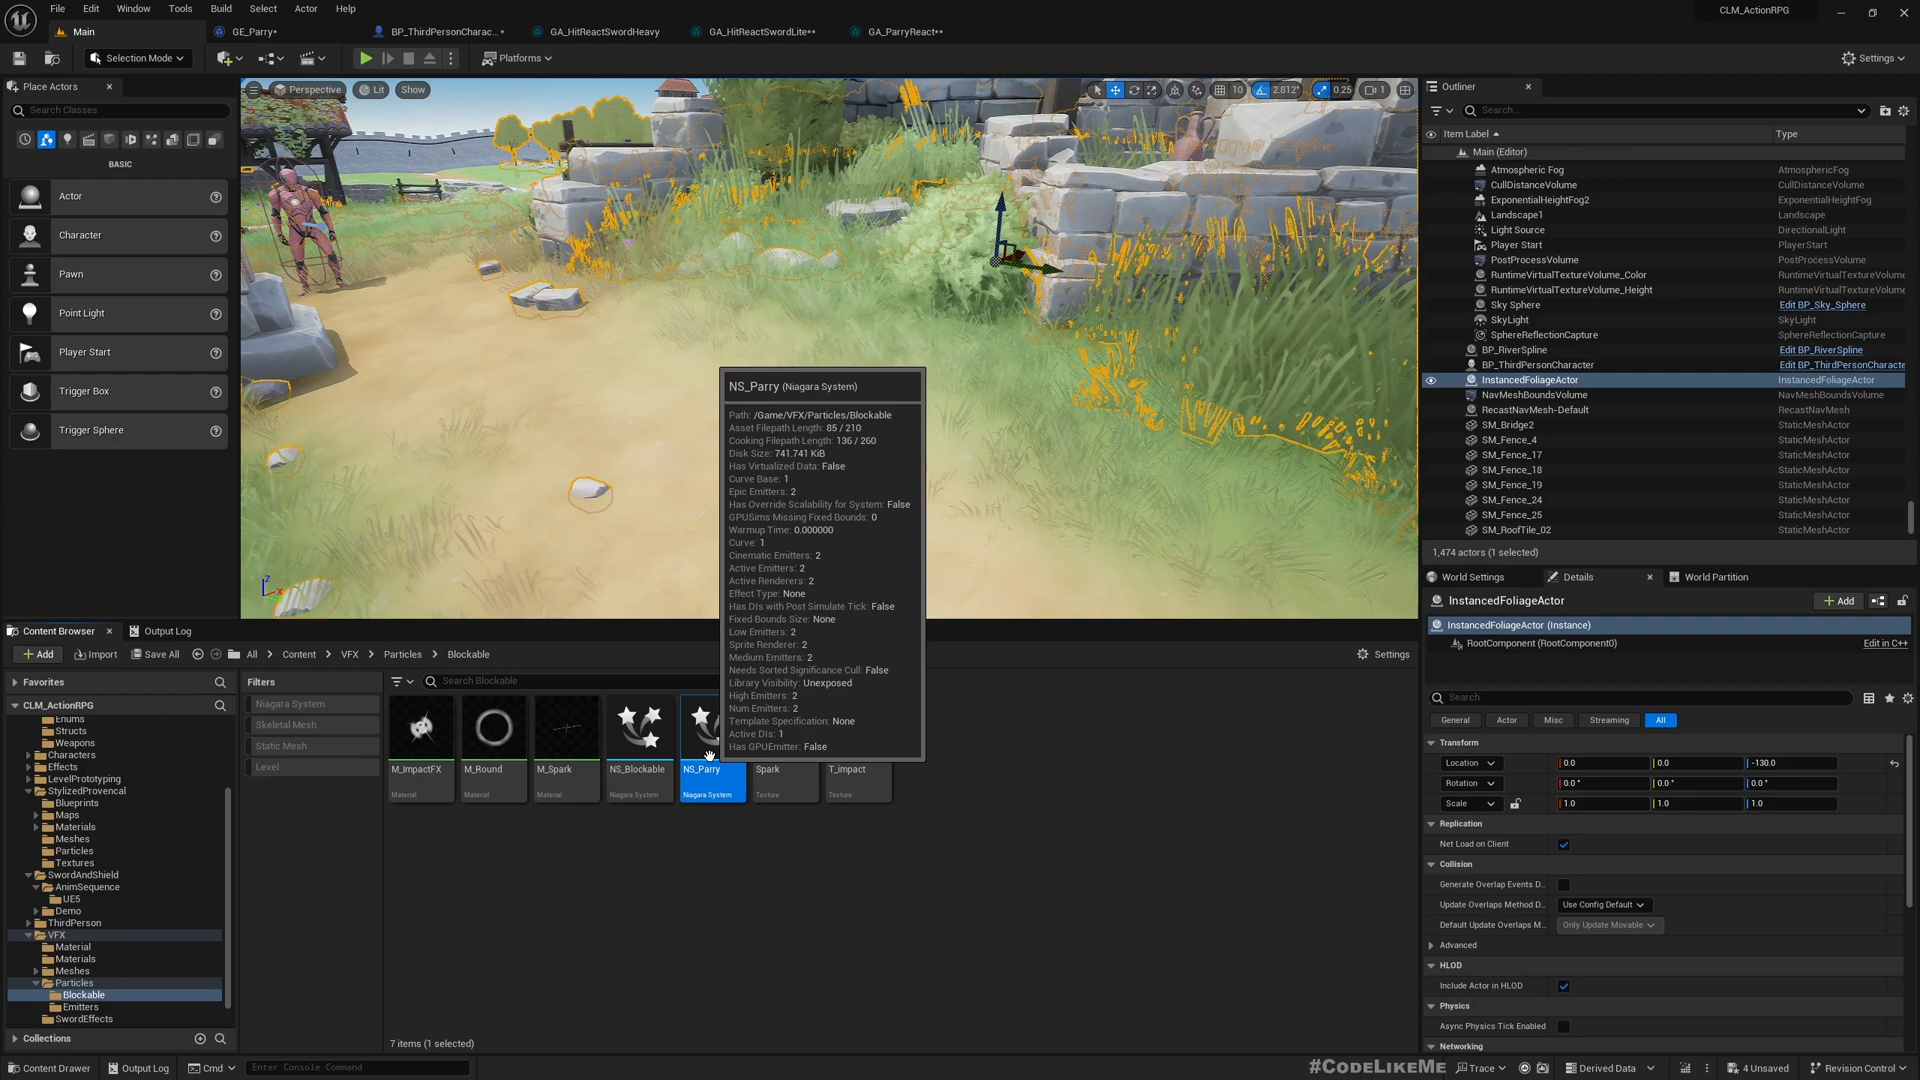 File Edit Window Tools Build Select Actor Help
CLM_ActionRPG
Main GE_Parry* BP_ThirdPersonCharac...* GA_HitReactSwordHeavy GA_HitReactSwordLite** GA_ParryReact**
Selection Mode Platforms Settings
Place Actors
Search Classes
BASIC
Actor
Character
Pawn
Point Light
Player Start
Trigger Box
Trigger Sphere
Perspective Lit Show
10 2.812° 0.25 1
NS_Parry (Niagara System)
Path: /Game/VFX/Particles/Blockable
Asset Filepath Length: 85 / 210
Cooking Filepath Length: 136 / 260
Disk Size: 741.741 KiB
Has Virtualized Data: False
Curve Base: 1
Epic Emitters: 2
Has Override Scalability for System: False
GPUSims Missing Fixed Bounds: 0
Warmup Time: 0.000000
Curve: 1
Cinematic Emitters: 2
Active Emitters: 2
Active Renderers: 2
Effect Type: None
Has DIs with Post Simulate Tick: False
Fixed Bounds Size: None
Low Emitters: 2
Sprite Renderer: 2
Medium Emitters: 2
Needs Sorted Significance Cull: False
Library Visibility: Unexposed
High Emitters: 2
Num Emitters: 2
Template Specification: None
Active DIs: 1
Has GPUEmitter: False
Outliner
Search...
Item Label Type
Main (Editor)
Atmospheric Fog AtmosphericFog
CullDistanceVolume CullDistanceVolume
ExponentialHeightFog2 ExponentialHeightFog
Landscape1 Landscape
Light Source DirectionalLight
Player Start PlayerStart
PostProcessVolume PostProcessVolume
RuntimeVirtualTextureVolume_Color RuntimeVirtualTextureVolume
RuntimeVirtualTextureVolume_Height RuntimeVirtualTextureVolume
Sky Sphere Edit BP_Sky_Sphere
SkyLight SkyLight
SphereReflectionCapture SphereReflectionCapture
BP_RiverSpline Edit BP_RiverSpline
BP_ThirdPersonCharacter Edit BP_ThirdPersonCharacte
InstancedFoliageActor InstancedFoliageActor
NavMeshBoundsVolume NavMeshBoundsVolume
RecastNavMesh-Default RecastNavMesh
SM_Bridge2 StaticMeshActor
SM_Fence_4 StaticMeshActor
SM_Fence_17 StaticMeshActor
SM_Fence_18 StaticMeshActor
SM_Fence_19 StaticMeshActor
SM_Fence_24 StaticMeshActor
SM_Fence_25 StaticMeshActor
SM_RoofTile_02 StaticMeshActor
1,474 actors (1 selected)
World Settings Details World Partition
InstancedFoliageActor Add
InstancedFoliageActor (Instance)
RootComponent (RootComponent0) Edit in C++
Search
General Actor Misc Streaming All
Transform
Location 0.0 0.0 -130.0
Rotation 0.0° 0.0° 0.0°
Scale 1.0 1.0 1.0
Replication
Net Load on Client
Collision
Generate Overlap Events D...
Update Overlaps Method D... Use Config Default
Default Update Overlaps M... Only Update Movable
Advanced
HLOD
Include Actor in HLOD
Physics
Async Physics Tick Enabled
Networking
Content Browser Output Log
Add Import Save All All Content VFX Particles Blockable Settings
Favorites
CLM_ActionRPG
Enums
Structs
Weapons
Characters
Effects
LevelPrototyping
StylizedProvencal
Blueprints
Maps
Materials
Meshes
Particles
Textures
SwordAndShield
AnimSequence
UE5
Demo
ThirdPerson
VFX
Material
Materials
Meshes
Particles
Blockable
Emitters
SwordEffects
Collections
Filters
Niagara System
Skeletal Mesh
Static Mesh
Level
Search Blockable
M_ImpactFX M_Round M_Spark NS_Blockable NS_Parry Spark T_impact
Material Material Material Niagara System Niagara System Texture Texture
7 items (1 selected)
#CODELIKEME
Content Drawer Output Log Cmd Enter Console Command Trace Derived Data 4 Unsaved Revision Control